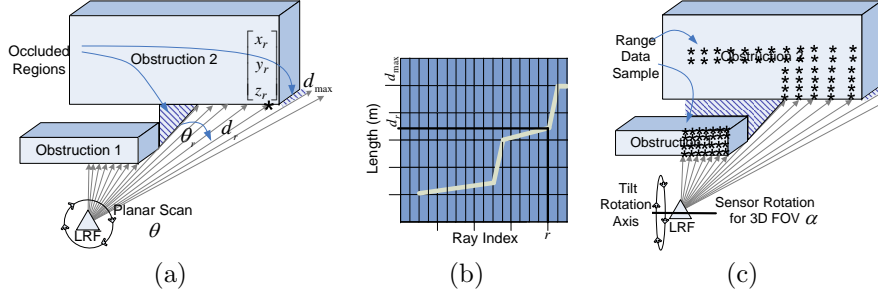 Occluded
Regions
Obstruction 2
x_r
y_r
z_r
*
d_max
θ_r
d_r
Obstruction 1
Planar Scan
θ
LRF
(a)
Length (m)
d_max
d_r
Ray Index
r
(b)
Range
Data
Sample
Obstruction 2
Obstruction 1
Tilt
Rotation
Axis
LRF
Sensor Rotation
for 3D FOV α
(c)